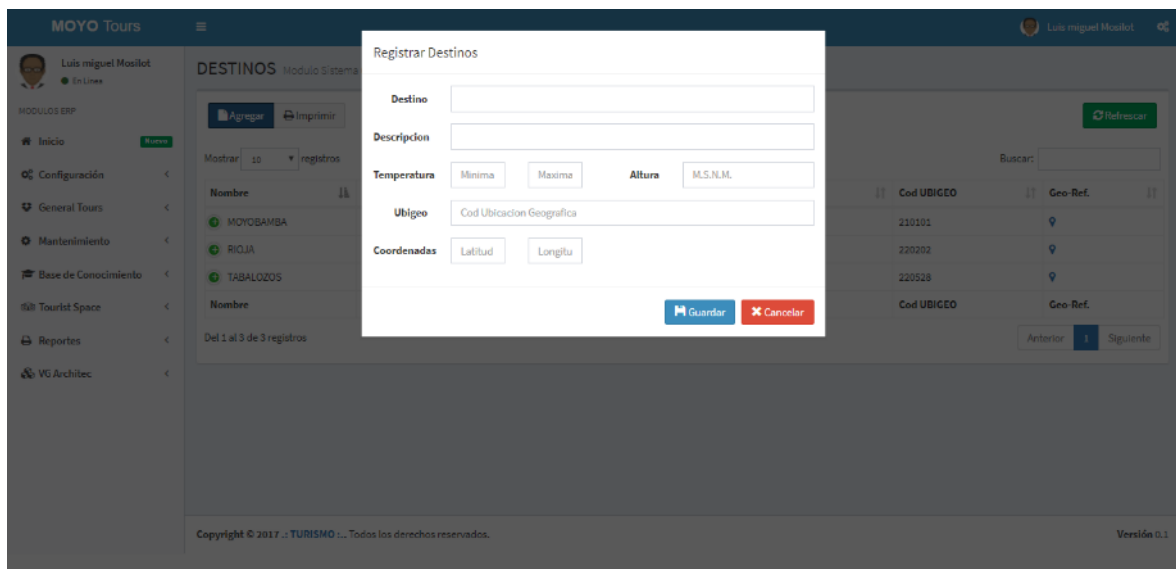 MOYO Tours
Luis miguel Mosilot
Luis miguel Mosilot
En Linea
MODULOS ERP
Inicio Nuevo
Configuración
General Tours
Mantenimiento
Base de Conocimiento
Tourist Space
Reportes
VG Architec
DESTINOS Modulo Sistema
Agregar Imprimir Refrescar
Mostrar 10 registros Buscar:
Nombre Cod UBIGEO Geo-Ref.
MOYOBAMBA 210101
RIOJA 220202
TABALOZOS 220528
Nombre Cod UBIGEO Geo-Ref.
Del 1 al 3 de 3 registros Anterior 1 Siguiente
Registrar Destinos
Destino
Descripcion
Temperatura Minima Maxima Altura M.S.N.M.
Ubigeo Cod Ubicacion Geografica
Coordenadas Latitud Longitu
Guardar Cancelar
Copyright © 2017 .: TURISMO :.. Todos los derechos reservados. Versión 0.1